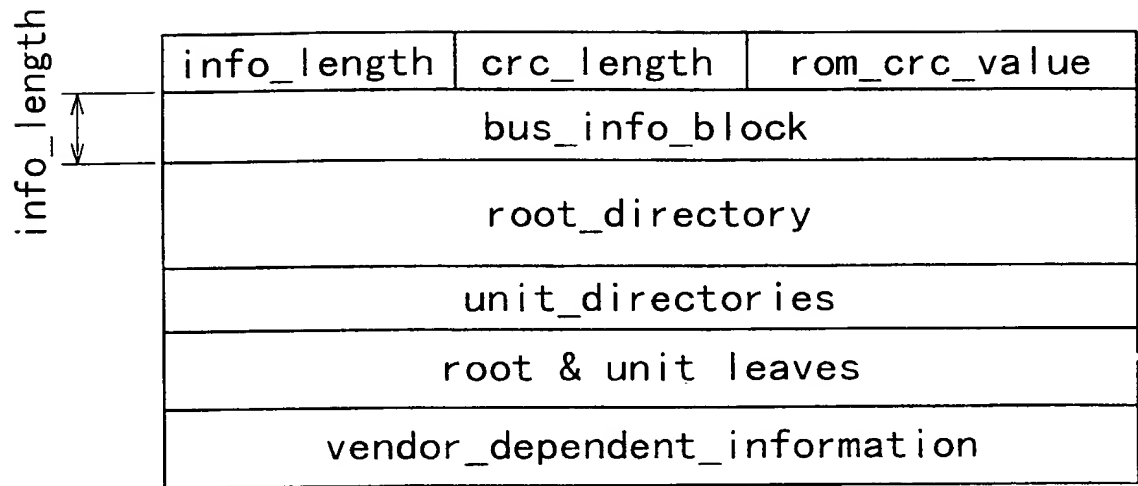 info_length crc_length rom_crc_value
info_length
bus_info_block
root_directory
unit_directories
root & unit leaves
vendor_dependent_information